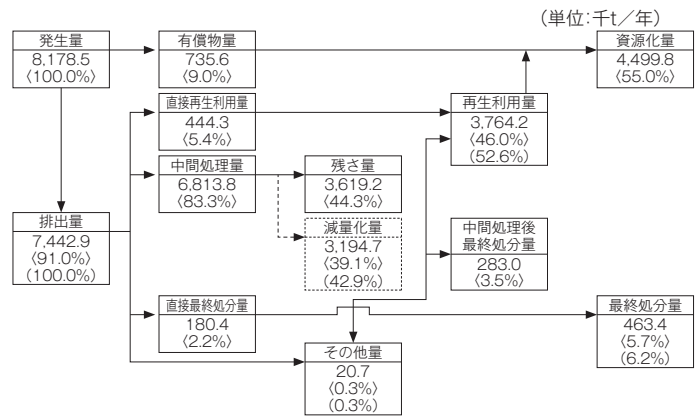 （単位：千t／年）
発生量
8,178.5
〈100.0%〉
有償物量
735.6
〈9.0%〉
資源化量
4,499.8
〈55.0%〉
直接再生利用量
444.3
〈5.4%〉
再生利用量
3,764.2
〈46.0%〉
(52.6%)
中間処理量
6,813.8
〈83.3%〉
残さ量
3,619.2
〈44.3%〉
排出量
7,442.9
〈91.0%〉
(100.0%)
減量化量
3,194.7
〈39.1%〉
(42.9%)
中間処理後
最終処分量
283.0
〈3.5%〉
直接最終処分量
180.4
〈2.2%〉
最終処分量
463.4
〈5.7%〉
(6.2%)
その他量
20.7
〈0.3%〉
(0.3%)